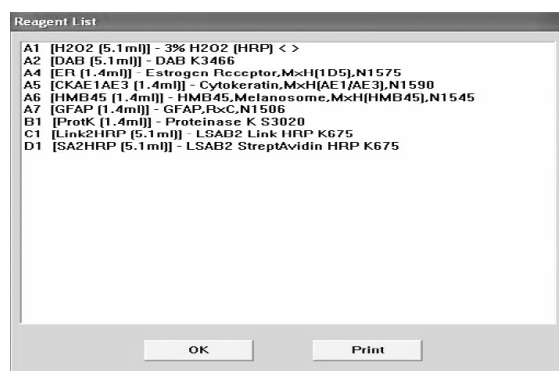 Reagent List
A1 [H2O2 (5.1ml)] - 3% H2O2 (HRP) < >
A2 [DAB (5.1ml)] - DAB K3466
A4 [ER (1.4ml)] - Estrogen Receptor,MxH(1D5),N1575
A5 [CKAE1AE3 (1.4ml)] - Cytokeratin,MxH(AE1/AE3),N1590
A6 [HMB45 (1.4ml)] - HMB45,Melanosome,MxH(HMB45),N1545
A7 [GFAP (1.4ml)] - GFAP,RxC,N1506
B1 [ProtK (1.4ml)] - Proteinase K S3020
C1 [Link2HRP (5.1ml)] - LSAB2 Link HRP K675
D1 [SA2HRP (5.1ml)] - LSAB2 StreptAvidin HRP K675
OK Print